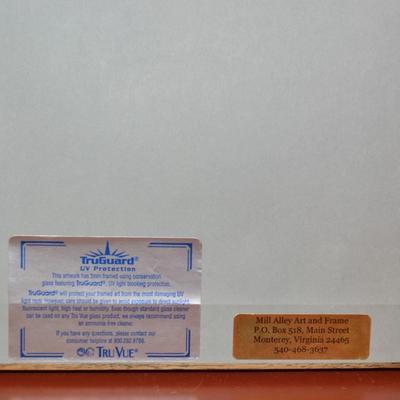 TruGuard®
UV Protection
This artwork has been framed using conservation
glass featuring TruGuard®, UV light blocking protection.
TruGuard® will protect your framed art from the most damaging UV
light rays. However, care should be given to avoid exposure to direct sunlight,
fluorescent light, high heat or humidity. Even though standard glass cleaner
can be used on any Tru Vue glass product, we always recommend using
an ammonia-free cleaner.
If you have any questions, please contact our
consumer helpline at 800.282.8788.
TRU VUE®
Mill Alley Art and Frame
P.O. Box 518, Main Street
Monterey, Virginia 24465
540-468-3637